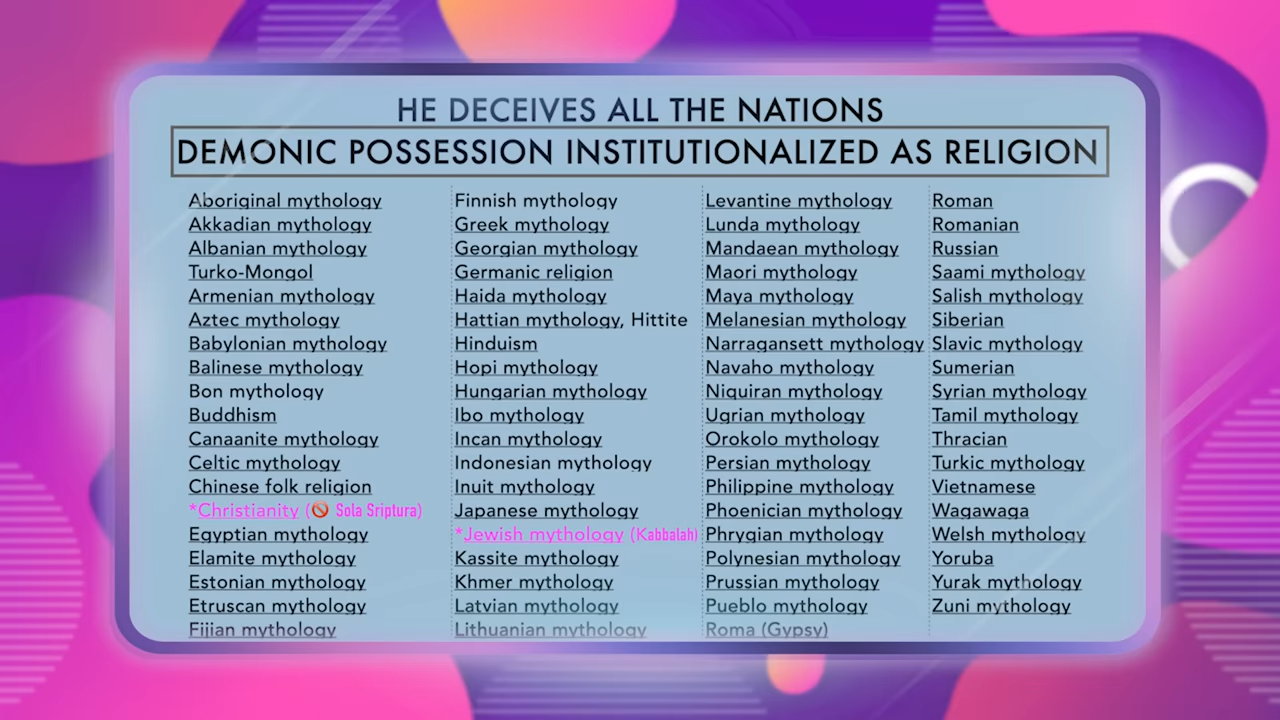 HE DECEIVES ALL THE NATIONS
DEMONIC POSSESSION INSTITUTIONALIZED AS RELIGION
Aboriginal mythology
Akkadian mythology
Albanian mythology
Turko-Mongol
Armenian mythology
Aztec mythology
Babylonian mythology
Balinese mythology
Bon mythology
Buddhism
Canaanite mythology
Celtic mythology
Chinese folk religion
*Christianity (🚫 Sola Sriptura)
Egyptian mythology
Elamite mythology
Estonian mythology
Etruscan mythology
Fijian mythology
Finnish mythology
Greek mythology
Georgian mythology
Germanic religion
Haida mythology
Hattian mythology, Hittite
Hinduism
Hopi mythology
Hungarian mythology
Ibo mythology
Incan mythology
Indonesian mythology
Inuit mythology
Japanese mythology
*Jewish mythology (Kabbalah)
Kassite mythology
Khmer mythology
Latvian mythology
Lithuanian mythology
Levantine mythology
Lunda mythology
Mandaean mythology
Maori mythology
Maya mythology
Melanesian mythology
Narragansett mythology
Navaho mythology
Niquiran mythology
Ugrian mythology
Orokolo mythology
Persian mythology
Philippine mythology
Phoenician mythology
Phrygian mythology
Polynesian mythology
Prussian mythology
Pueblo mythology
Roma (Gypsy)
Roman
Romanian
Russian
Saami mythology
Salish mythology
Siberian
Slavic mythology
Sumerian
Syrian mythology
Tamil mythology
Thracian
Turkic mythology
Vietnamese
Wagawaga
Welsh mythology
Yoruba
Yurak mythology
Zuni mythology